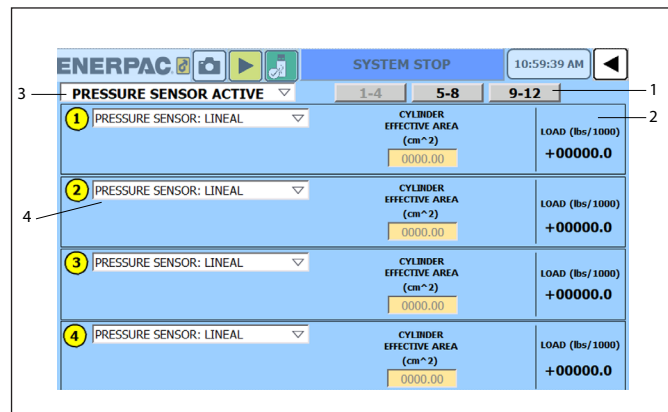 ENERPAC. SYSTEM STOP 10:59:39 AM
3 PRESSURE SENSOR ACTIVE 1-4 5-8 9-12 1
2
1 PRESSURE SENSOR: LINEAL
CYLINDER
EFFECTIVE AREA
(cm^2)
0000.00
LOAD (lbs/1000)
+00000.0
2 PRESSURE SENSOR: LINEAL
4
CYLINDER
EFFECTIVE AREA
(cm^2)
0000.00
LOAD (lbs/1000)
+00000.0
3 PRESSURE SENSOR: LINEAL
CYLINDER
EFFECTIVE AREA
(cm^2)
0000.00
LOAD (lbs/1000)
+00000.0
4 PRESSURE SENSOR: LINEAL
CYLINDER
EFFECTIVE AREA
(cm^2)
0000.00
LOAD (lbs/1000)
+00000.0